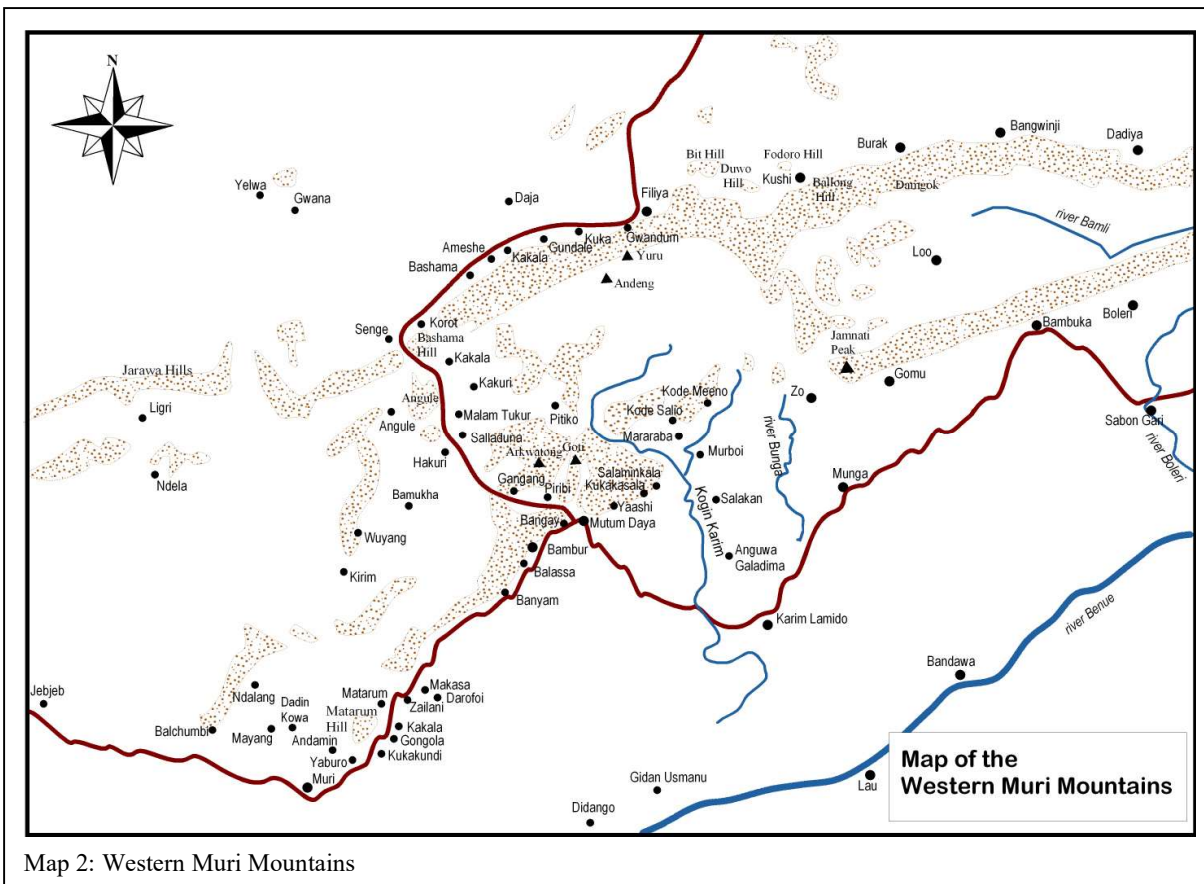 N
Bangwinji
Burak
Dadiya
Bit Hill
Fodoro Hill
Duwo
Hill
Kushi
Ballong
Hill
Dangok
Yelwa
Gwana
Daja
Filiya
river Bamli
Gwandum
Kuka
Gundale
Ameshe
Kakala
Bashama
Yuru
Andeng
Loo
Boleri
Bambuka
Korot
Bashama
Hill
Senge
Jamnati
Peak
Kakala
Jarawa Hills
Kakuri
Gomu
Kode Meeno
Zo
Ligri
Angule
Angule
Malam Tukur
Pitiko
Kode Salio
Sabon Gari
Mararaba
Salladuna
river Bunga
river Boleri
Hakuri
Arkwatong
Gott
Murboi
Ndela
Salaminkala
Gangang
Kukakasala
Munga
Piribi
Bamukha
Yaashi
Salakan
Kogin Karim
Bangay
Mutum Daya
Wuyang
Bambur
Anguwa
Galadima
Balassa
Kirim
Banyam
river Benue
Karim Lamido
Bandawa
Jebjeb
Ndalang
Makasa
Matarum
Zailani
Darofoi
Dadin
Kowa
Matarum
Hill
Balchumbi
Mayang
Andamin
Kakala
Gongola
Yaburo
Kukakundi
Muri
Map of the
Western Muri Mountains
Lau
Gidan Usmanu
Didango
Map 2: Western Muri Mountains